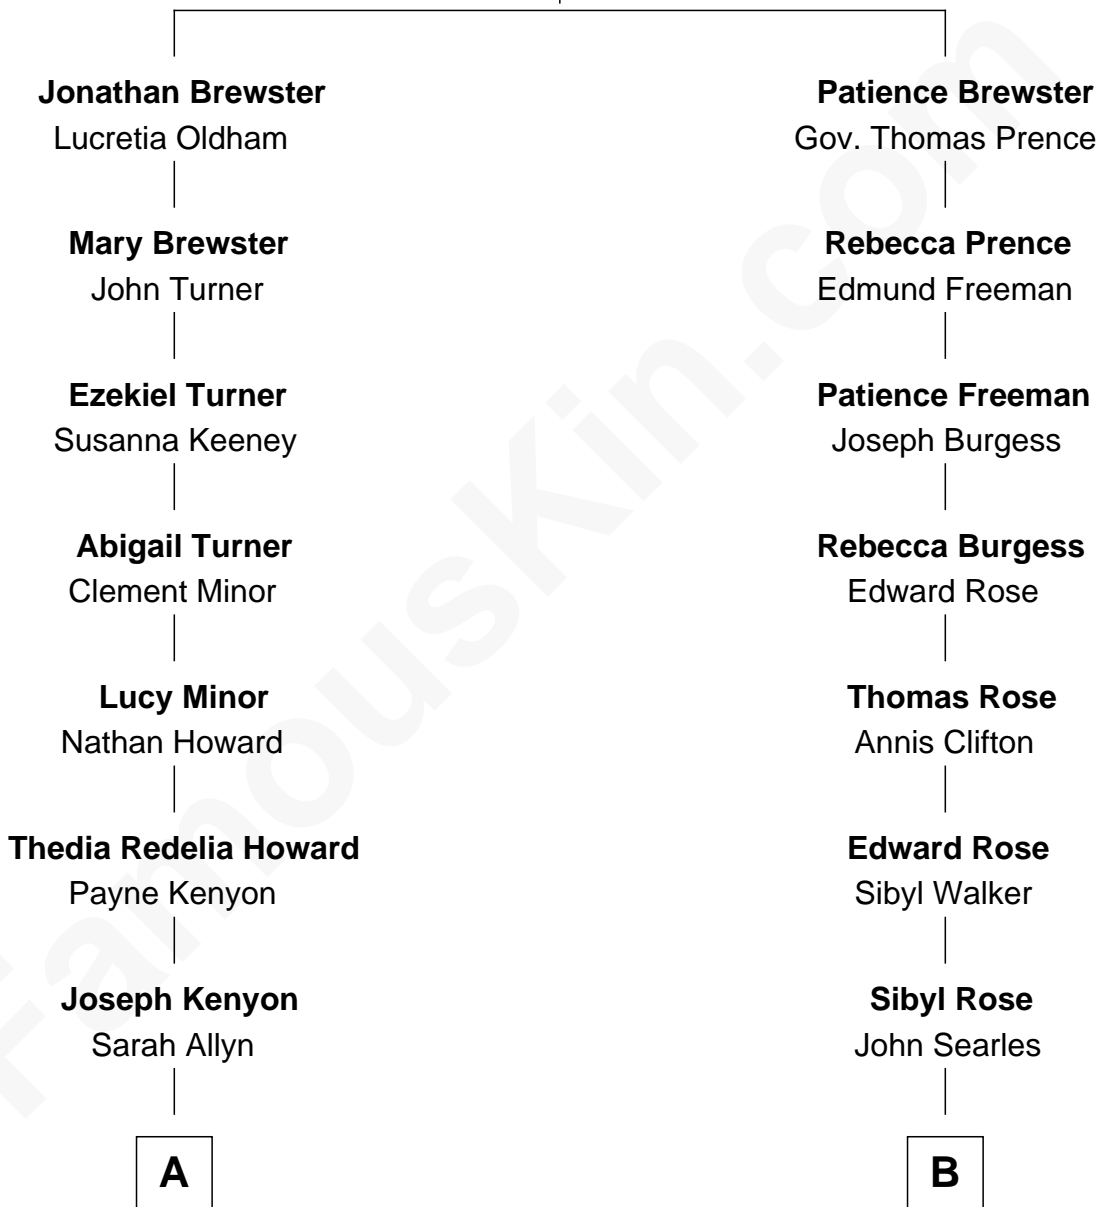 Jonathan Brewster
Lucretia Oldham
Mary Brewster
John Turner
Ezekiel Turner
Susanna Keeney
Abigail Turner
Clement Minor
Lucy Minor
Nathan Howard
Thedia Redelia Howard
Payne Kenyon
Joseph Kenyon
Sarah Allyn
A
Patience Brewster
Gov. Thomas Prence
Rebecca Prence
Edmund Freeman
Patience Freeman
Joseph Burgess
Rebecca Burgess
Edward Rose
Thomas Rose
Annis Clifton
Edward Rose
Sibyl Walker
Sibyl Rose
John Searles
B
FamousKin.com